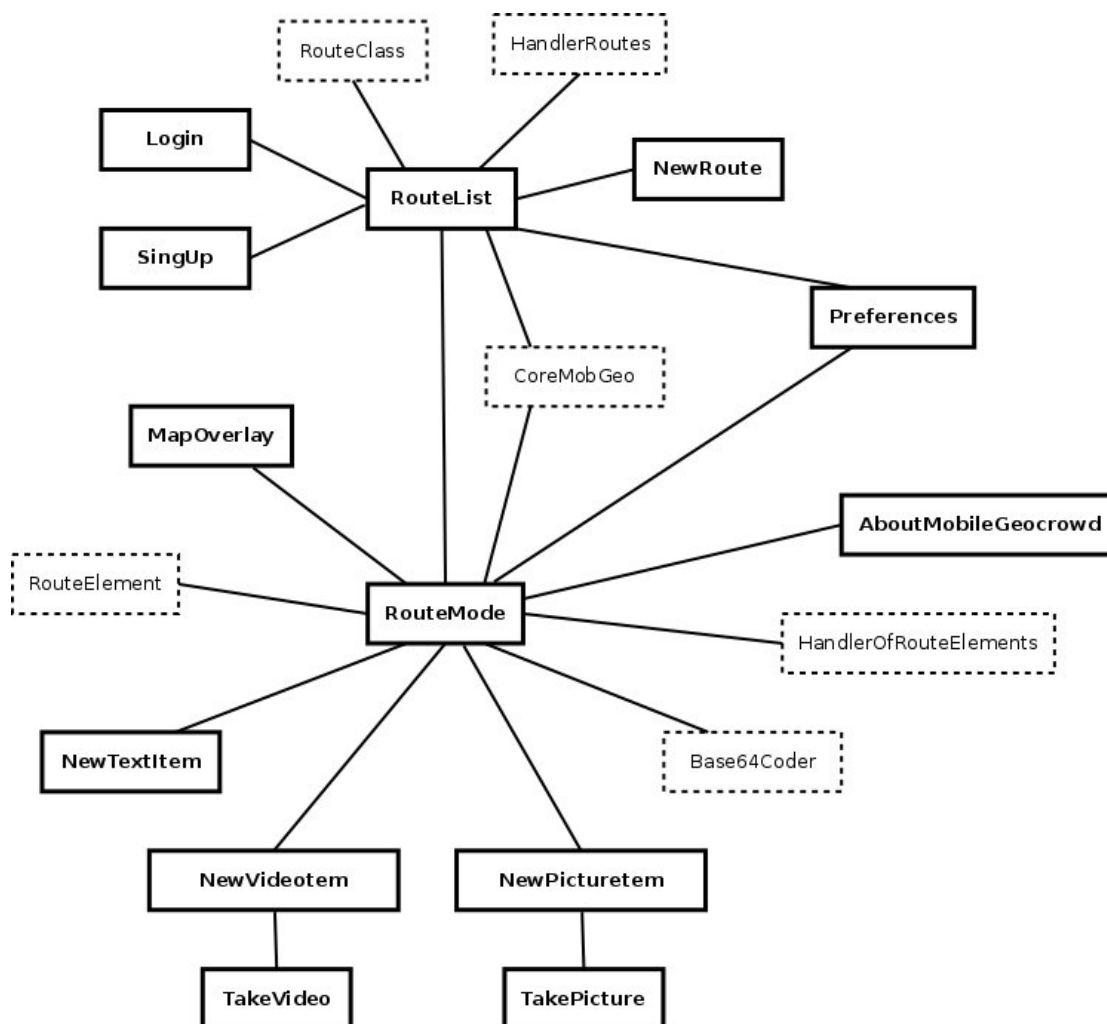 RouteClass
HandlerRoutes
Login
NewRoute
RouteList
SingUp
Preferences
CoreMobGeo
MapOverlay
AboutMobileGeocrowd
RouteElement
RouteMode
HandlerOfRouteElements
NewTextItem
Base64Coder
NewVideotem
NewPicturetem
TakeVideo
TakePicture